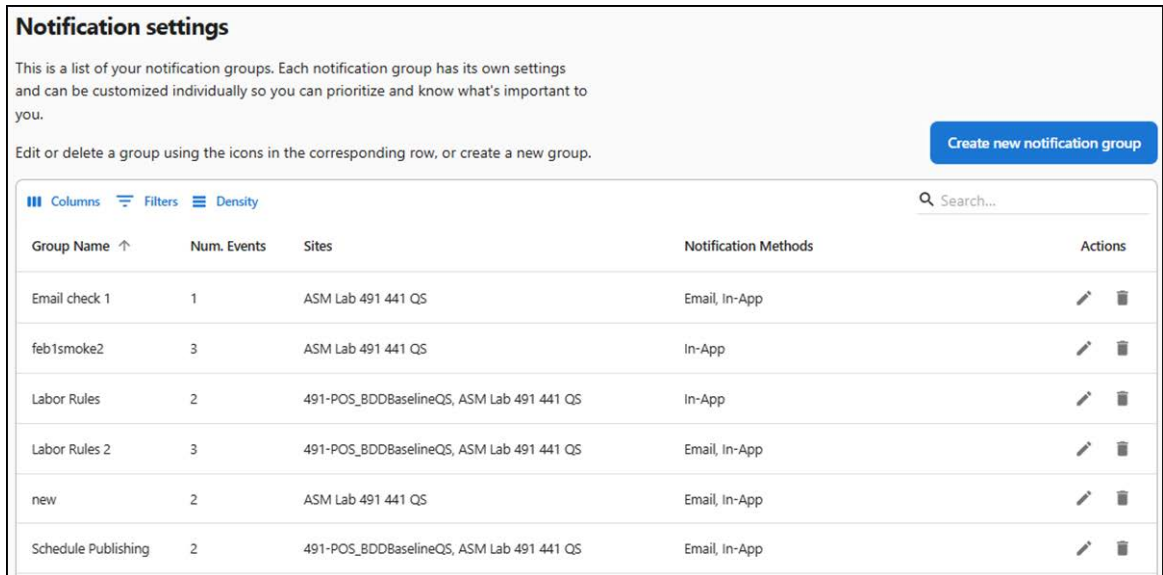 Notification settings
This is a list of your notification groups. Each notification group has its own settings
and can be customized individually so you can prioritize and know what's important to
you.
Edit or delete a group using the icons in the corresponding row, or create a new group.
Create new notification group
Columns Filters Density Search...
Group Name Num. Events Sites Notification Methods Actions
Email check 1 1 ASM Lab 491 441 QS Email, In-App
feb1smoke2 3 ASM Lab 491 441 QS In-App
Labor Rules 2 491-POS_BDDBaselineQS, ASM Lab 491 441 QS In-App
Labor Rules 2 3 491-POS_BDDBaselineQS, ASM Lab 491 441 QS Email, In-App
new 2 ASM Lab 491 441 QS Email, In-App
Schedule Publishing 2 491-POS_BDDBaselineQS, ASM Lab 491 441 QS Email, In-App